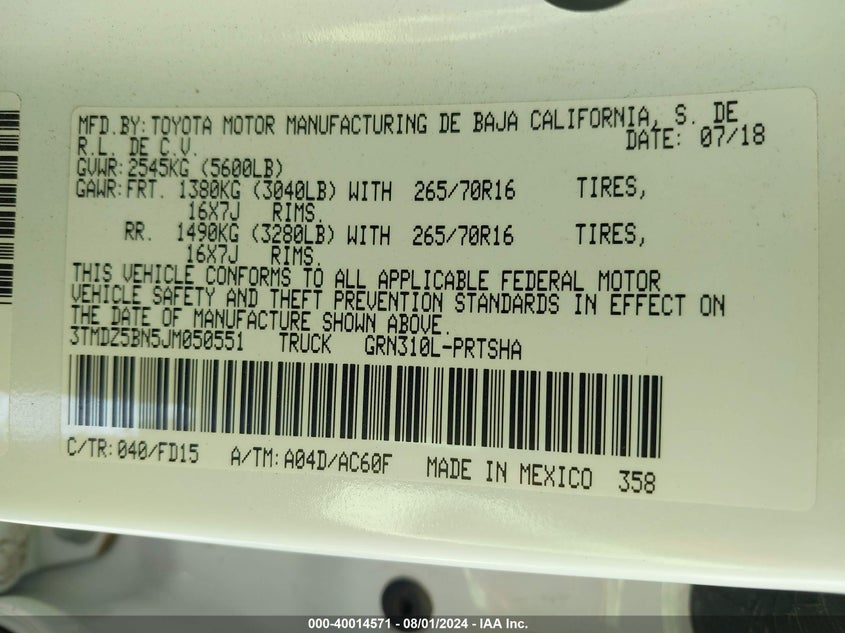 MFD.BY: TOYOTA MOTOR MANUFACTURING DE BAJA CALIFORNIA, S. DE
R.L. DE C.V. DATE: 07/18
GVWR: 2545KG (5600LB)
GAWR: FRT. 1380KG (3040LB) WITH 265/70R16 TIRES,
16X7J RIMS.
RR. 1490KG (3280LB) WITH 265/70R16 TIRES,
16X7J RIMS.
THIS VEHICLE CONFORMS TO ALL APPLICABLE FEDERAL MOTOR
VEHICLE SAFETY AND THEFT PREVENTION STANDARDS IN EFFECT ON
THE DATE OF MANUFACTURE SHOWN ABOVE.
3TMDZ5BN5JM050551 TRUCK GRN310L-PRTSHA
C/TR: 040/FD15 A/TM: A04D/AC60F MADE IN MEXICO 358
000-40014571 - 08/01/2024 - IAA Inc.